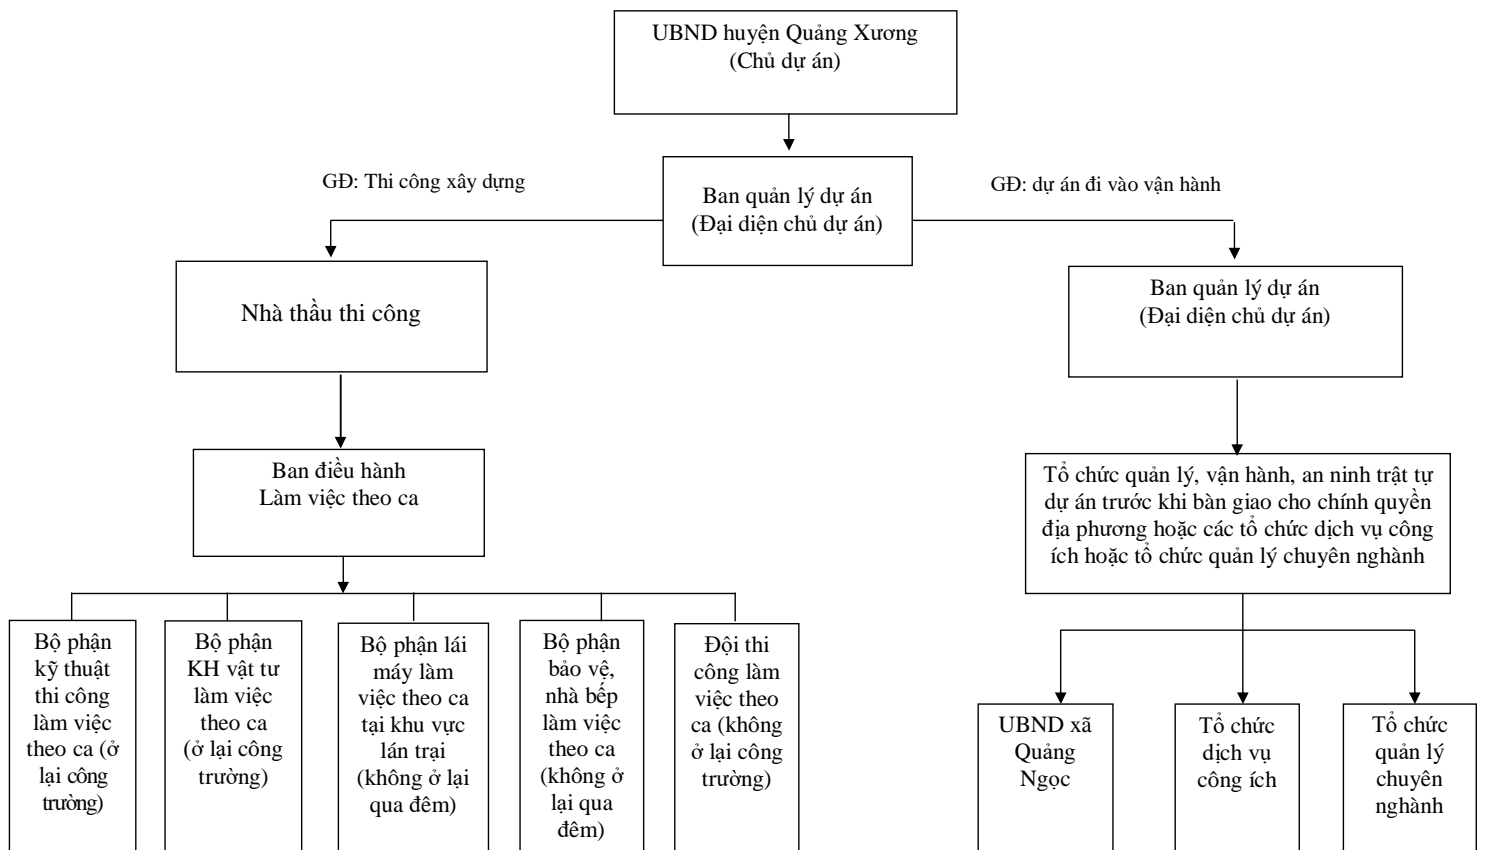 UBND huyện Quảng Xương
(Chủ dự án)
GĐ: Thi công xây dựng
Ban quản lý dự án
(Đại diện chủ dự án)
GĐ: dự án đi vào vận hành
Nhà thầu thi công
Ban quản lý dự án
(Đại diện chủ dự án)
Ban điều hành
Làm việc theo ca
Tổ chức quản lý, vận hành, an ninh trật tự
dự án trước khi bàn giao cho chính quyền
địa phương hoặc các tổ chức dịch vụ công
ích hoặc tổ chức quản lý chuyên nghành
Bộ phận
kỹ thuật
thi công
làm việc
theo ca (ở
lại công
trường)
Bộ phận
KH vật tư
làm việc
theo ca
(ở lại công
trường)
Bộ phận lái
máy làm
việc theo ca
tại khu vực
lán trại
(không ở lại
qua đêm)
Bộ phận
bảo vệ,
nhà bếp
làm việc
theo ca
(không ở
lại qua
đêm)
Đội thi
công làm
việc theo
ca (không
ở lại công
trường)
UBND xã
Quảng
Ngọc
Tổ chức
dịch vụ
công ích
Tổ chức
quản lý
chuyên
nghành